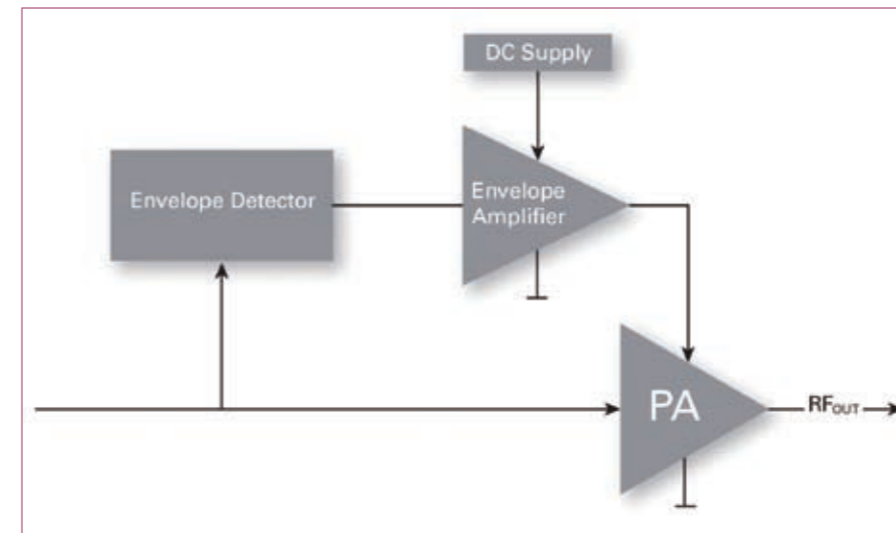 DC Supply
Envelope Detector
Envelope
Amplifier
PA
RFOUT